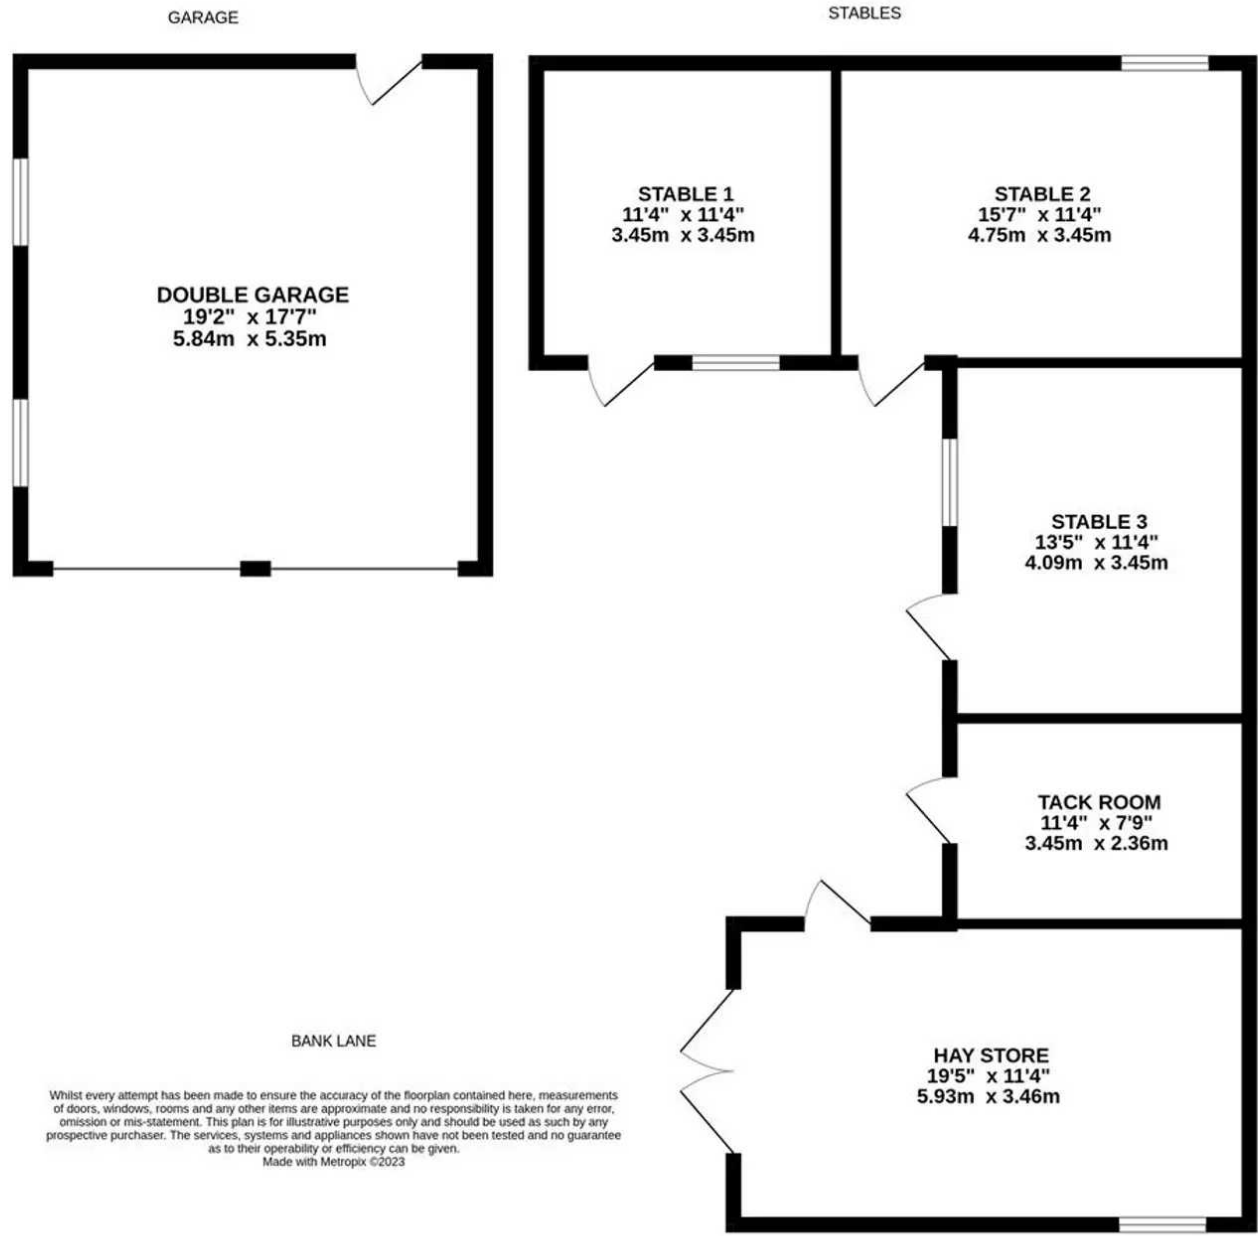 GARAGE
STABLES
STABLE 1
11'4" x 11'4"
3.45m x 3.45m
STABLE 2
15'7" x 11'4"
4.75m x 3.45m
DOUBLE GARAGE
19'2" x 17'7"
5.84m x 5.35m
STABLE 3
13'5" x 11'4"
4.09m x 3.45m
TACK ROOM
11'4" x 7'9"
3.45m x 2.36m
HAY STORE
19'5" x 11'4"
5.93m x 3.46m
BANK LANE
Whilst every attempt has been made to ensure the accuracy of the floorplan contained here, measurements
of doors, windows, rooms and any other items are approximate and no responsibility is taken for any error,
omission or mis-statement. This plan is for illustrative purposes only and should be used as such by any
prospective purchaser. The services, systems and appliances shown have not been tested and no guarantee
as to their operability or efficiency can be given.
Made with Metropix ©2023